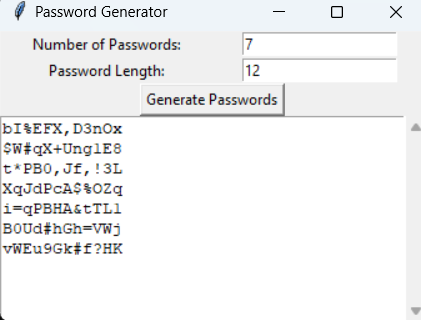 Password Generator
Number of Passwords: 7
Password Length: 12
Generate Passwords
bI%EFX,D3nOx
$W#qX+Ung1E8
t*PB0,Jf,!3L
XqJdPcA$%OZq
i=qPBHA&tTL1
B0Ud#hGh=VWj
vWEu9Gk#f?HK